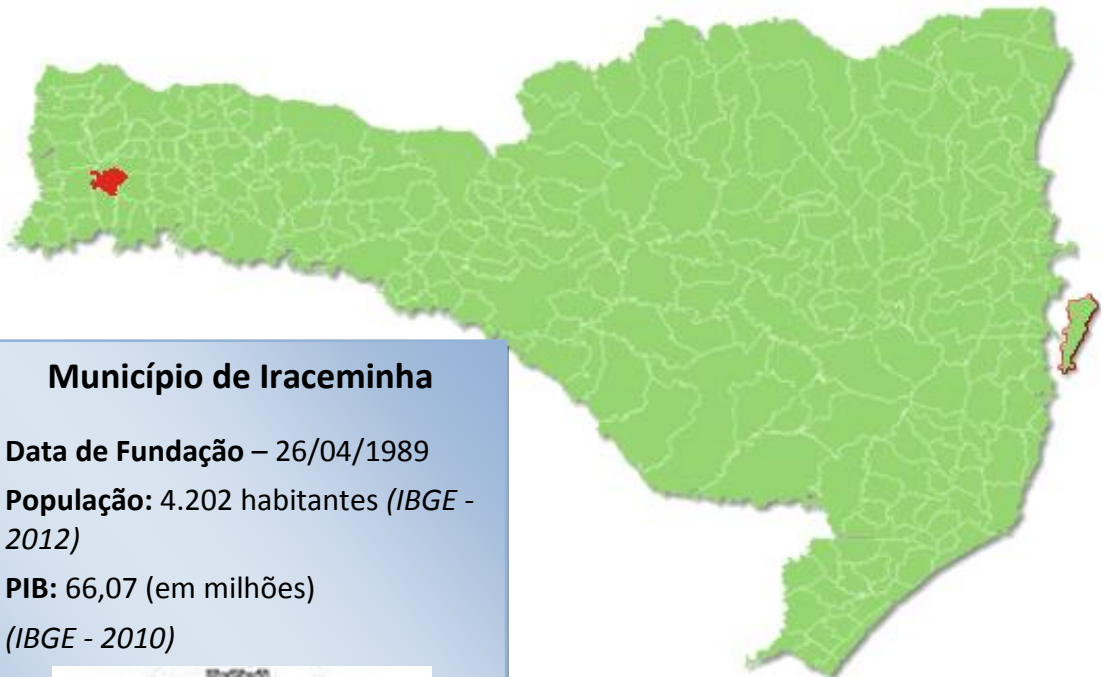 Município de Iraceminha
Data de Fundação – 26/04/1989
População: 4.202 habitantes (IBGE -
2012)
PIB: 66,07 (em milhões)
(IBGE - 2010)